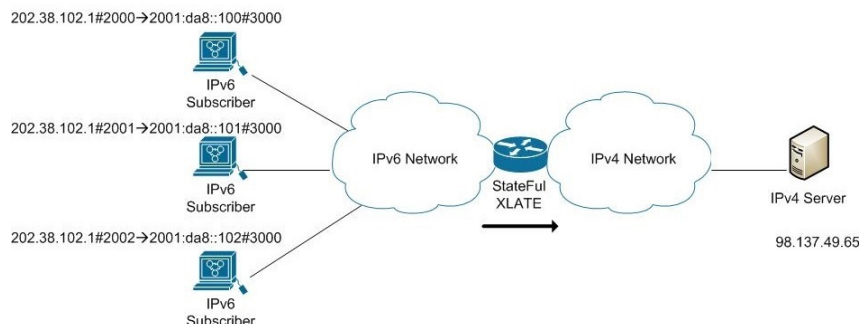 202.38.102.1#2000→2001:da8::100#3000
IPv6
Subscriber
202.38.102.1#2001→2001:da8::101#3000
IPv6
Subscriber
202.38.102.1#2002→2001:da8::102#3000
IPv6
Subscriber
IPv6 Network
StateFul
XLATE
IPv4 Network
IPv4 Server
98.137.49.65